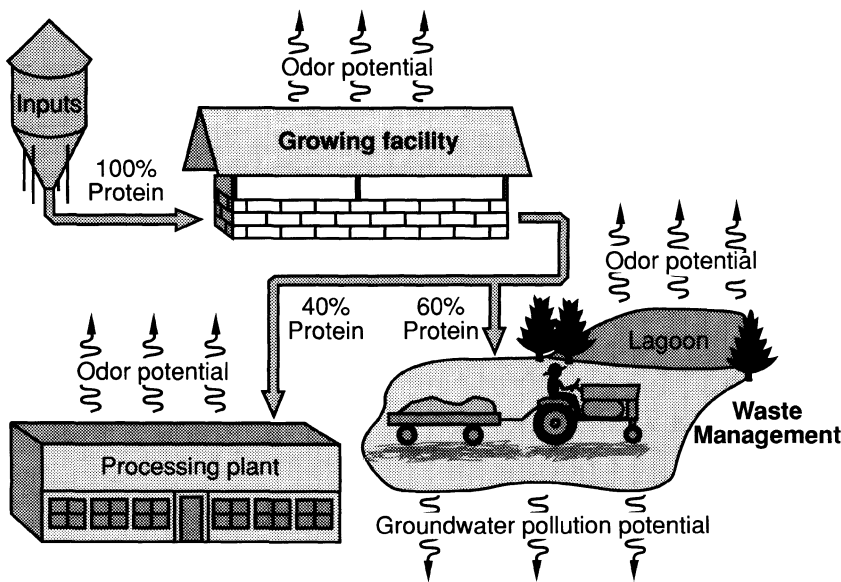 Odor potential
Inputs
Growing facility
100%
Protein
Odor potential
40%
Protein
60%
Protein
Lagoon
Odor potential
Waste
Management
Processing plant
Groundwater pollution potential